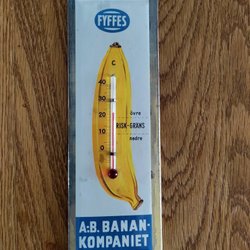 FYFFES
C
40
30
övre
20
RISK-GRÄNS
10
nedre
0
A:B. BANAN-
KOMPANIET